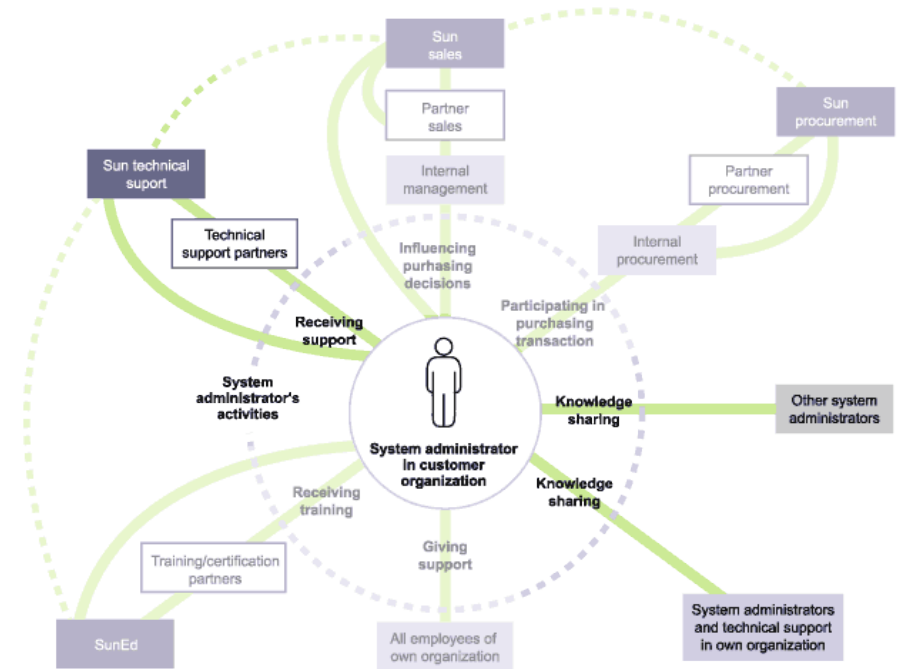 Sun
sales
Partner
sales
Internal
management
Sun
procurement
Partner
procurement
Internal
procurement
Sun technical
suport
Technical
support partners
Influencing
purhasing
decisions
Participating in
purchasing
transaction
Receiving
support
System
administrator's
activities
Knowledge
sharing
Other system
administrators
System administrator
in customer
organization
Knowledge
sharing
Receiving
training
Giving
support
Training/certification
partners
SunEd
All employees of
own organization
System administrators
and technical support
in own organization